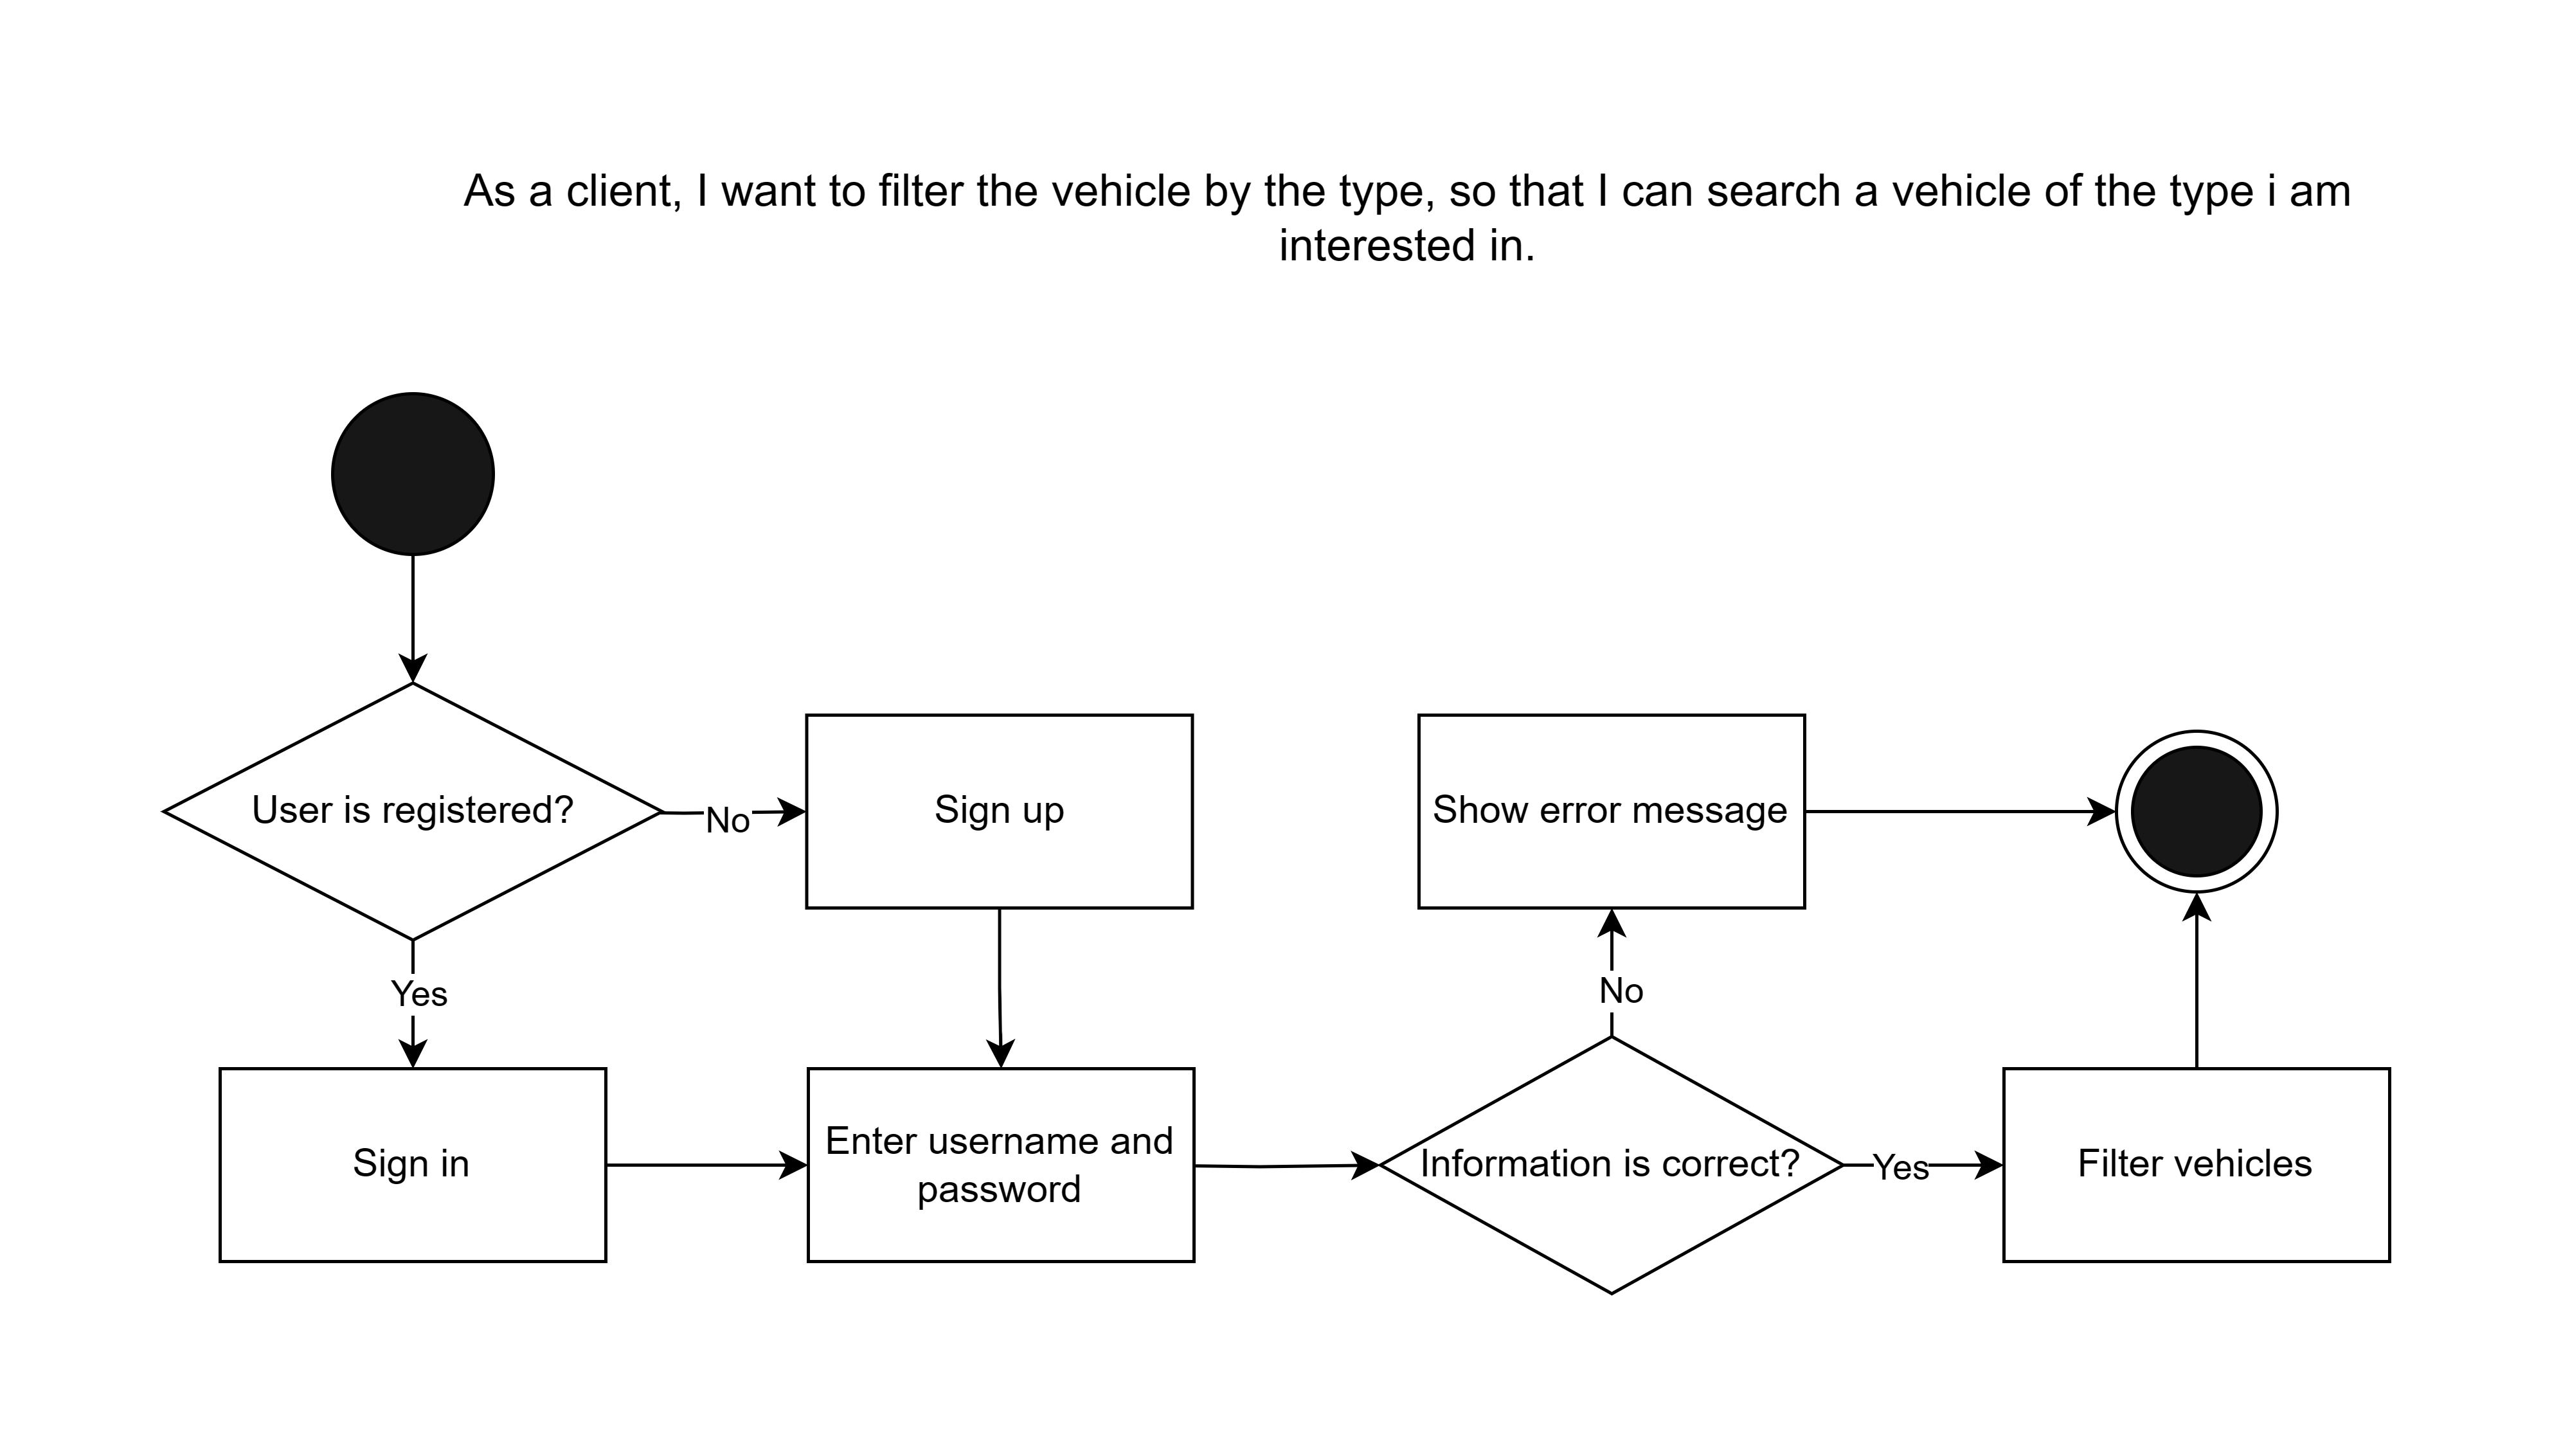 As a client, I want to filter the vehicle by the type, so that I can search a vehicle of the type i am
interested in.
User is registered?
No
Sign up
Show error message
Yes
No
Sign in
Enter username and
password
Information is correct?
Yes
Filter vehicles